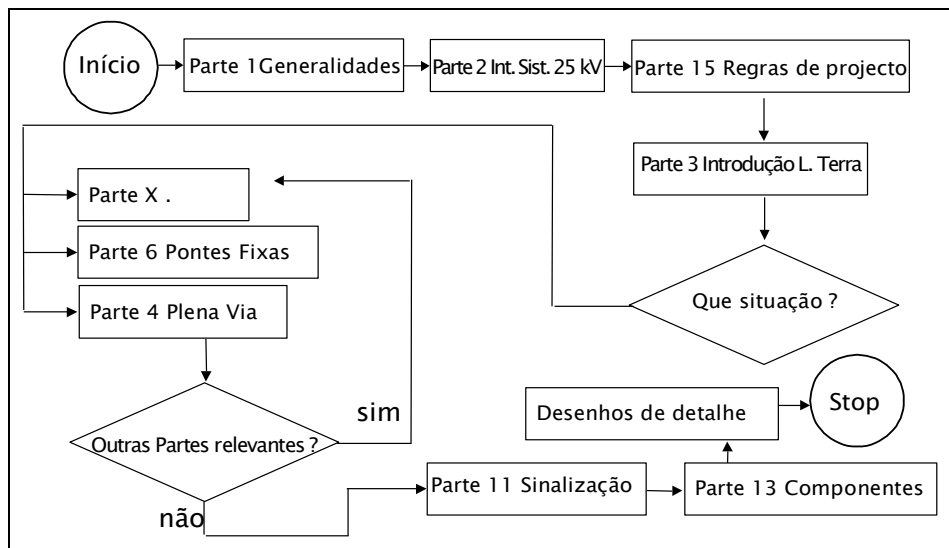 Início
Parte 1Generalidades
Parte 2 Int. Sist. 25 kV
Parte 15 Regras de projecto
Parte 3 Introdução L. Terra
Que situação ?
Parte X .
Parte 6 Pontes Fixas
Parte 4 Plena Via
Outras Partes relevantes ?
sim
não
Parte 11 Sinalização
Parte 13 Componentes
Desenhos de detalhe
Stop